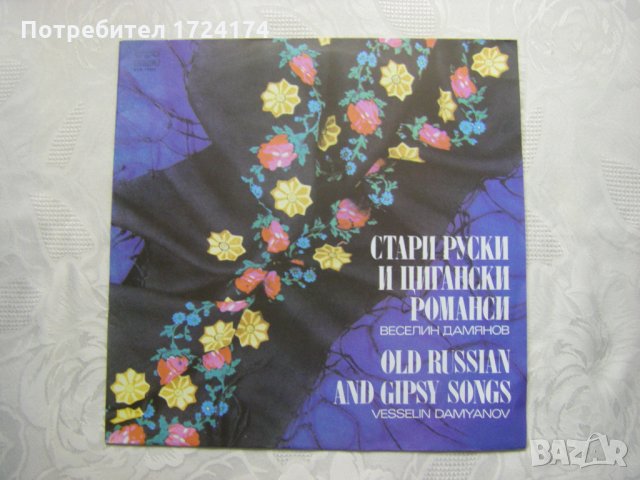 Потребител 1724174
СТАРИ РУСКИ
И ЦИГАНСКИ
РОМАНСИ
ВЕСЕЛИН ДАМЯНОВ
OLD RUSSIAN
AND GIPSY SONGS
VESSELIN DAMYANOV
BAZAR